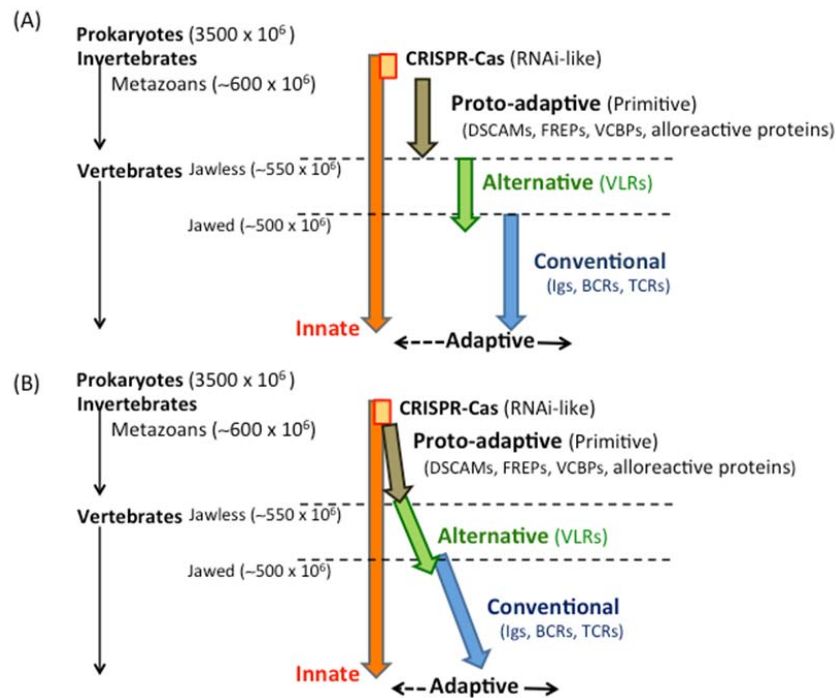 (A)
Prokaryotes (3500 x 10⁶)
Invertebrates
Metazoans (~600 x 10⁶)
CRISPR-Cas (RNAi-like)
Proto-adaptive (Primitive)
(DSCAMs, FREPs, VCBPs, alloreactive proteins)
Vertebrates Jawless (~550 x 10⁶)
Alternative (VLRs)
Jawed (~500 x 10⁶)
Conventional
(Igs, BCRs, TCRs)
Innate
Adaptive
(B)
Prokaryotes (3500 x 10⁶)
Invertebrates
Metazoans (~600 x 10⁶)
CRISPR-Cas (RNAi-like)
Proto-adaptive (Primitive)
(DSCAMs, FREPs, VCBPs, alloreactive proteins)
Vertebrates Jawless (~550 x 10⁶)
Alternative (VLRs)
Jawed (~500 x 10⁶)
Conventional
(Igs, BCRs, TCRs)
Innate
Adaptive